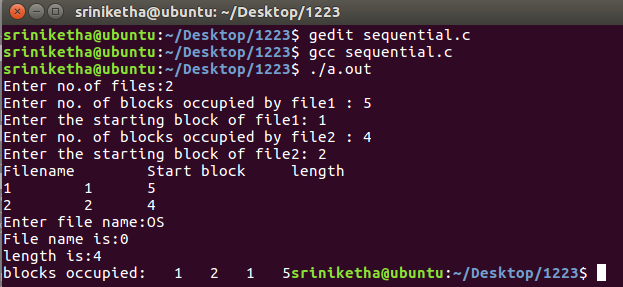 sriniketha@ubuntu: ~/Desktop/1223
sriniketha@ubuntu:~/Desktop/1223$ gedit sequential.c
sriniketha@ubuntu:~/Desktop/1223$ gcc sequential.c
sriniketha@ubuntu:~/Desktop/1223$ ./a.out
Enter no.of files:2
Enter no. of blocks occupied by file1 : 5
Enter the starting block of file1: 1
Enter no. of blocks occupied by file2 : 4
Enter the starting block of file2: 2
Filename Start block length
1 1 5
2 2 4
Enter file name:OS
File name is:0
length is:4
blocks occupied: 1 2 1 5sriniketha@ubuntu:~/Desktop/1223$